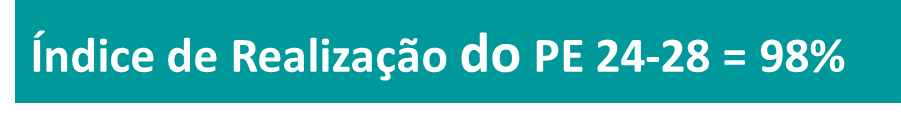 Índice de Realização do PE 24-28 = 98%